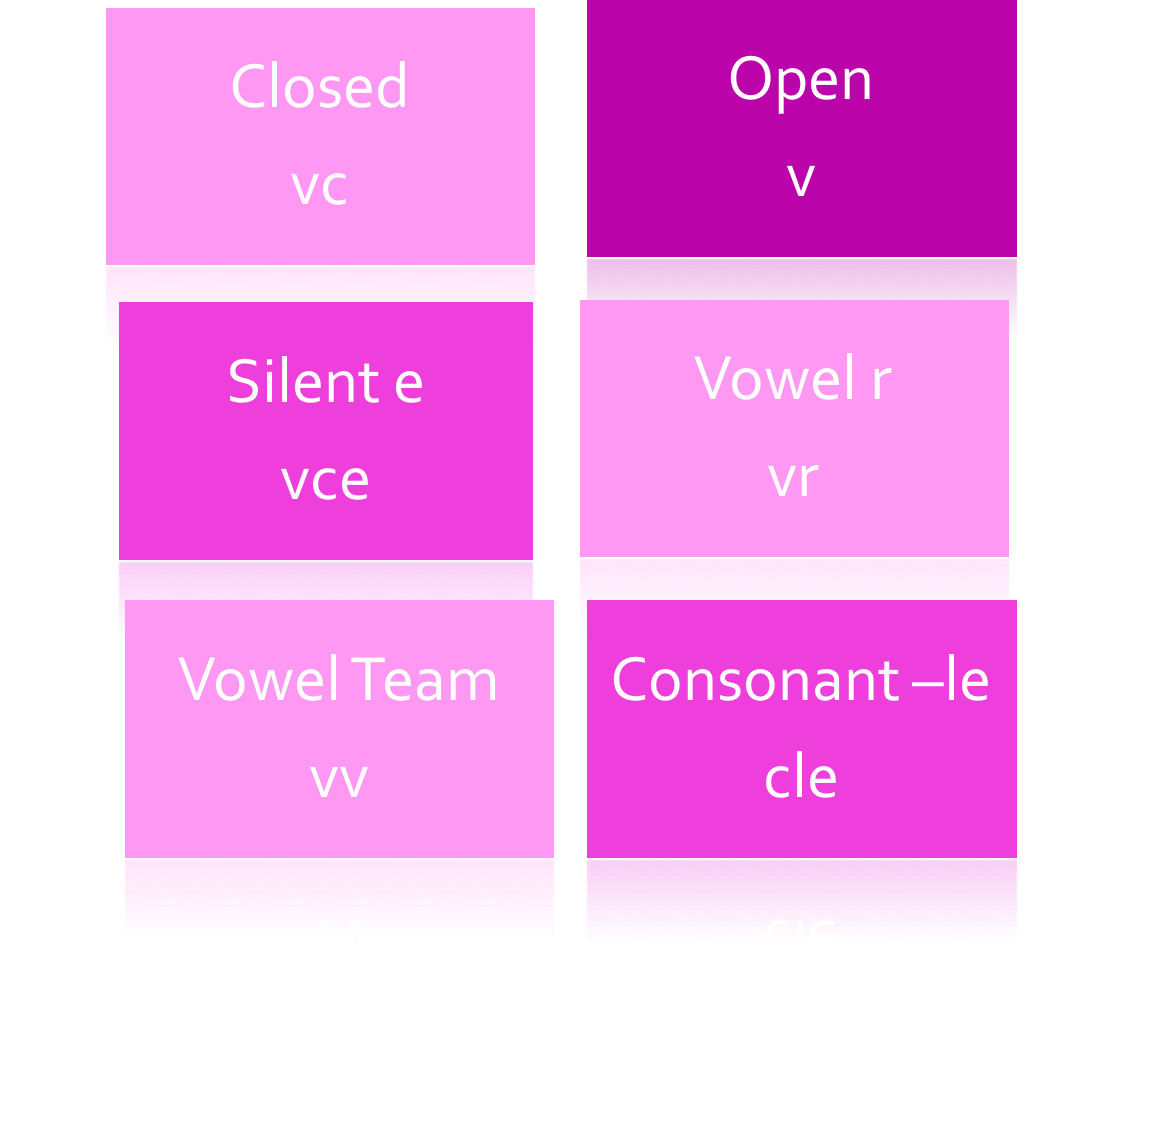 Closed
vc
Open
v
Silent e
vce
Vowel r
vr
Vowel Team
vv
Consonant –le
cle